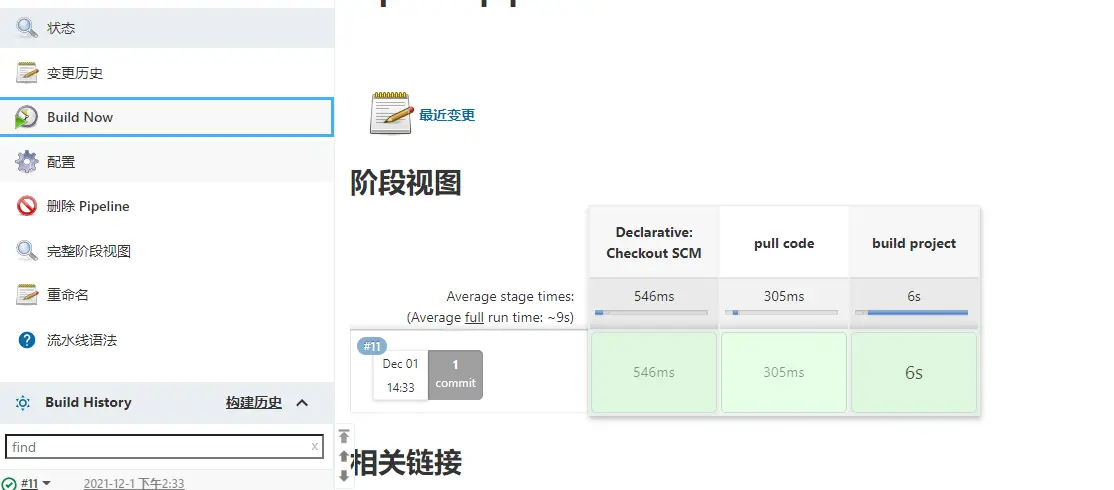 状态
变更历史
Build Now
配置
删除 Pipeline
完整阶段视图
重命名
流水线语法
Build History 构建历史
find x
#11 2021-12-1 下午2:33
最近变更
阶段视图
Declarative: Checkout SCM
pull code
build project
Average stage times: 546ms 305ms 6s
(Average full run time: ~9s)
#11
Dec 01
14:33
1
commit
546ms 305ms 6s
相关链接